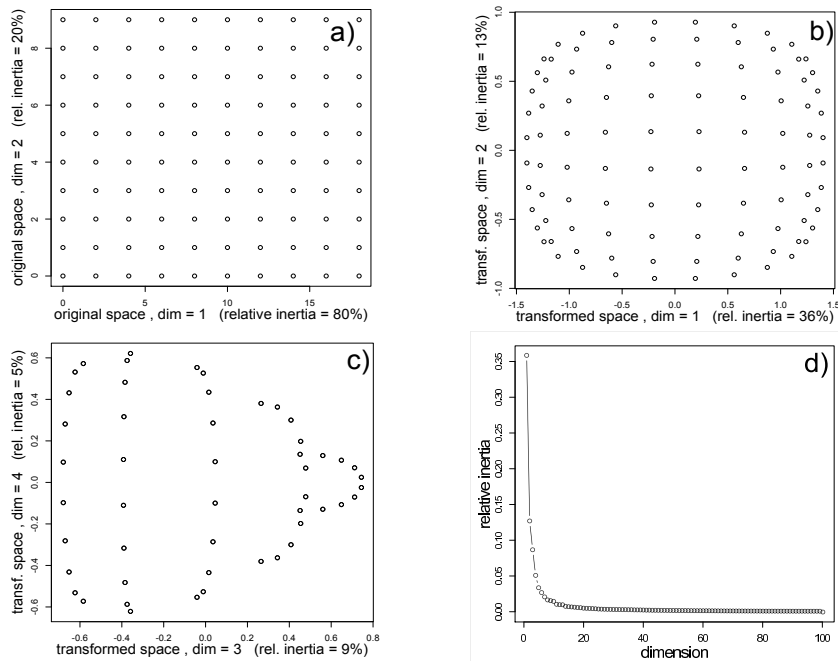 a)
original space , dim = 2 (rel. inertia = 20%)
0 2 4 6 8
0 5 10 15
original space , dim = 1 (relative inertia = 80%)
b)
transf. space , dim = 2 (rel. inertia = 13%)
-1.0 -0.5 0.0 0.5 1.0
-1.5 -1.0 -0.5 0.0 0.5 1.0 1.5
transformed space , dim = 1 (rel. inertia = 36%)
c)
transf. space , dim = 4 (rel. inertia = 5%)
-0.6 -0.4 -0.2 0.0 0.2 0.4 0.6
-0.6 -0.4 -0.2 0.0 0.2 0.4 0.6 0.8
transformed space , dim = 3 (rel. inertia = 9%)
d)
relative inertia
0.00 0.05 0.10 0.15 0.20 0.25 0.30 0.35
0 20 40 60 80 100
dimension